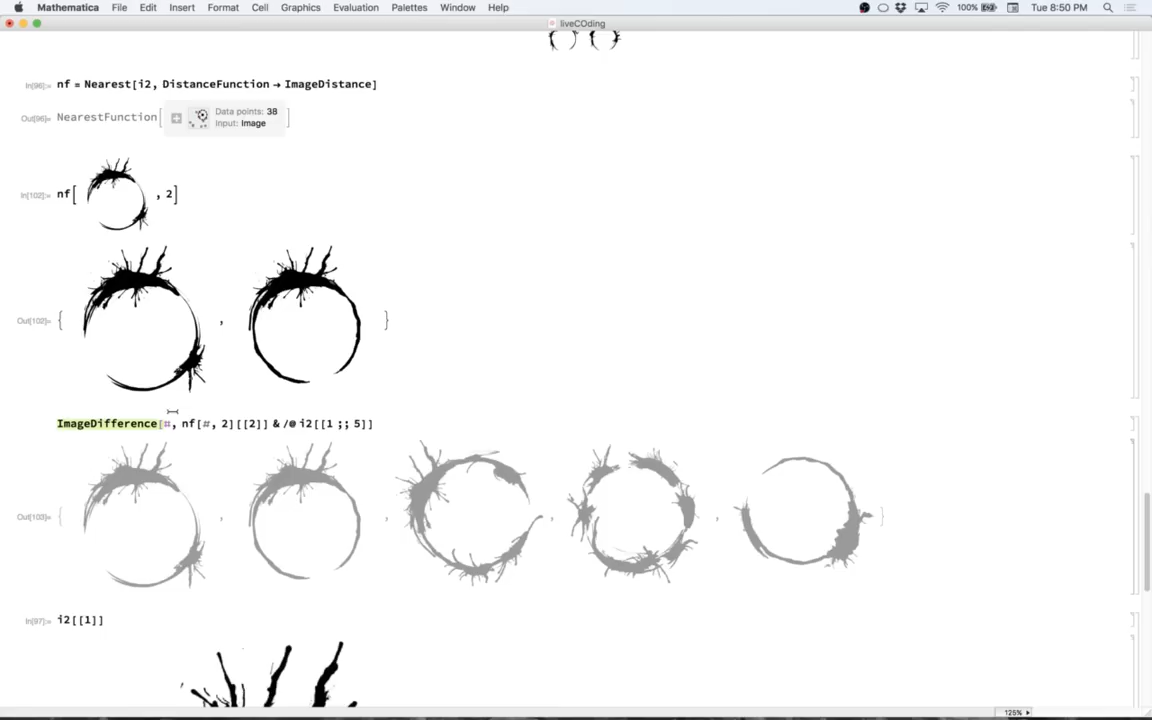 Mathematica File Edit Insert Format Cell Graphics Evaluation Palettes Window Help 100% Tue 8:50 PM
liveCOding
In[96]:= nf = Nearest[i2, DistanceFunction → ImageDistance]
Out[96]= NearestFunction[ Data points: 38 ]
Input: Image
In[102]:= nf[ , 2]
Out[102]= { , }
ImageDifference[#, nf[#, 2][[2]] & /@ i2[[1 ;; 5]]
Out[103]= { , , , , }
In[97]:= i2[[1]]
125%